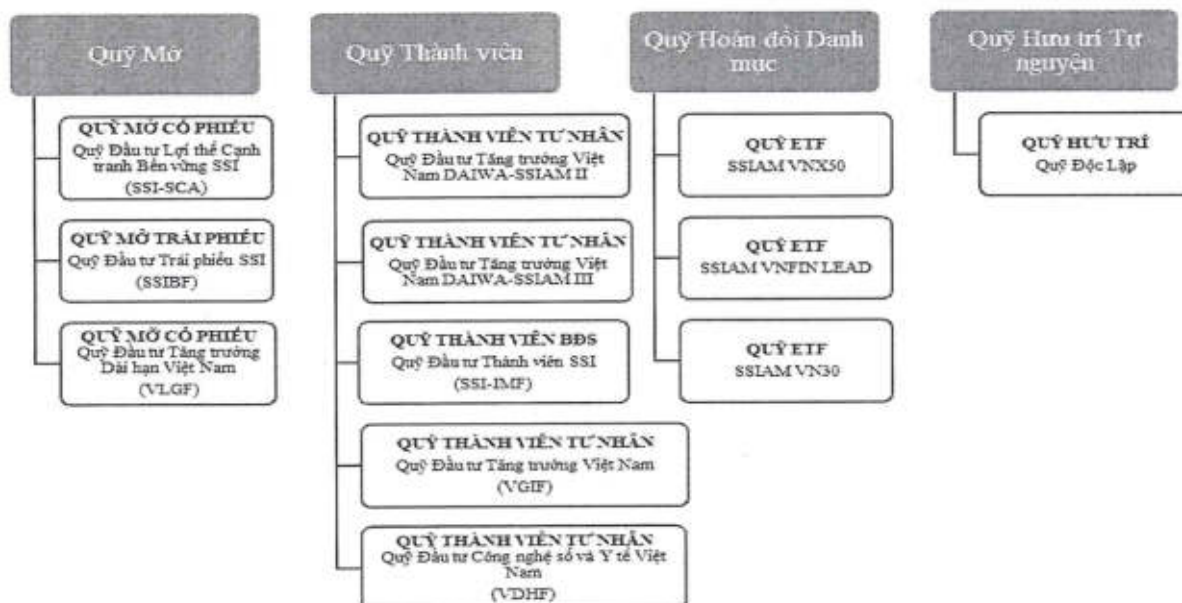 Quỹ Mở
QUỸ MỞ CỔ PHIẾU
Quỹ Đầu tư Lợi thế Cạnh
tranh Bền vững SSI
(SSI-SCA)
QUỸ MỞ TRÁI PHIẾU
Quỹ Đầu tư Trái phiếu SSI
(SSIBF)
QUỸ MỞ CỔ PHIẾU
Quỹ Đầu tư Tăng trưởng
Dài hạn Việt Nam
(VLGF)
Quỹ Thành viên
QUỸ THÀNH VIÊN TƯ NHÂN
Quỹ Đầu tư Tăng trưởng Việt
Nam DAIWA-SSIAM II
QUỸ THÀNH VIÊN TƯ NHÂN
Quỹ Đầu tư Tăng trưởng Việt
Nam DAIWA-SSIAM III
QUỸ THÀNH VIÊN BĐS
Quỹ Đầu tư Thành viên SSI
(SSI-IMF)
QUỸ THÀNH VIÊN TƯ NHÂN
Quỹ Đầu tư Tăng trưởng Việt Nam
(VGIF)
QUỸ THÀNH VIÊN TƯ NHÂN
Quỹ Đầu tư Công nghệ số và Y tế Việt
Nam
(VDHF)
Quỹ Hoán đổi Danh
mục
QUỸ ETF
SSIAM VNX50
QUỸ ETF
SSIAM VNFIN LEAD
QUỸ ETF
SSIAM VN30
Quỹ Hưu trí Tự
nguyện
QUỸ HƯU TRÍ
Quỹ Độc Lập